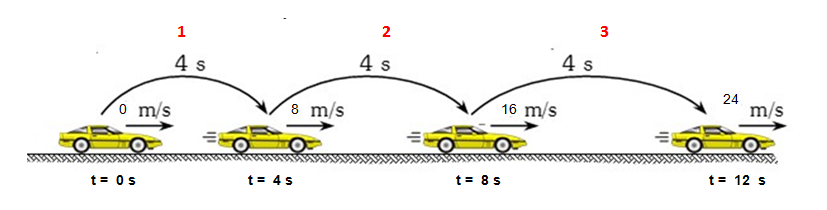 1 2 3
4 s 4 s 4 s
0 m/s 8 m/s 16 m/s 24 m/s
t = 0 s t = 4 s t = 8 s t = 12 s